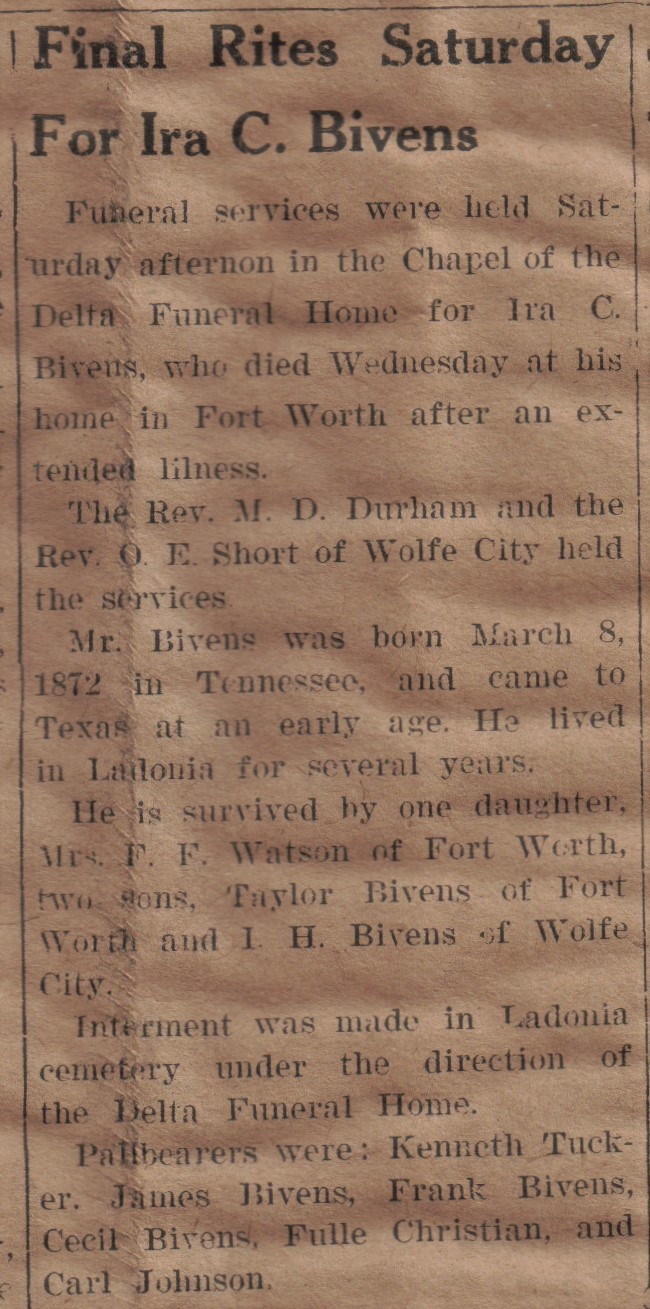 Final Rites Saturday
For Ira C. Bivens
Funeral services were held Sat-
urday afternon in the Chapel of the
Delta Funeral Home for Ira C.
Bivens, who died Wednesday at his
home in Fort Worth after an ex-
tended lilness.
The Rev. M. D. Durham and the
Rev. O. E. Short of Wolfe City held
the services
Mr. Bivens was born March 8,
1872 in Tennessee, and came to
Texas at an early age. He lived
in Ladonia for several years.
He is survived by one daughter,
Mrs. F. F. Watson of Fort Worth,
two sons, Taylor Bivens of Fort
Worth and I. H. Bivens of Wolfe
City.
Interment was made in Ladonia
cemetery under the direction of
the Delta Funeral Home.
Pallbearers were: Kenneth Tuck-
er. James Bivens, Frank Bivens,
Cecil Bivens, Fulle Christian, and
Carl Johnson.